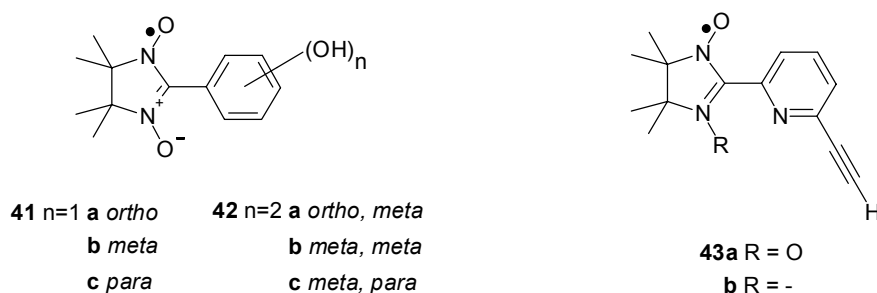 O
N
(OH)n
N
+
O
−
41 n=1 a ortho
b meta
c para
42 n=2 a ortho, meta
b meta, meta
c meta, para
O
N
N
N
R
H
43a R = O
b R = -